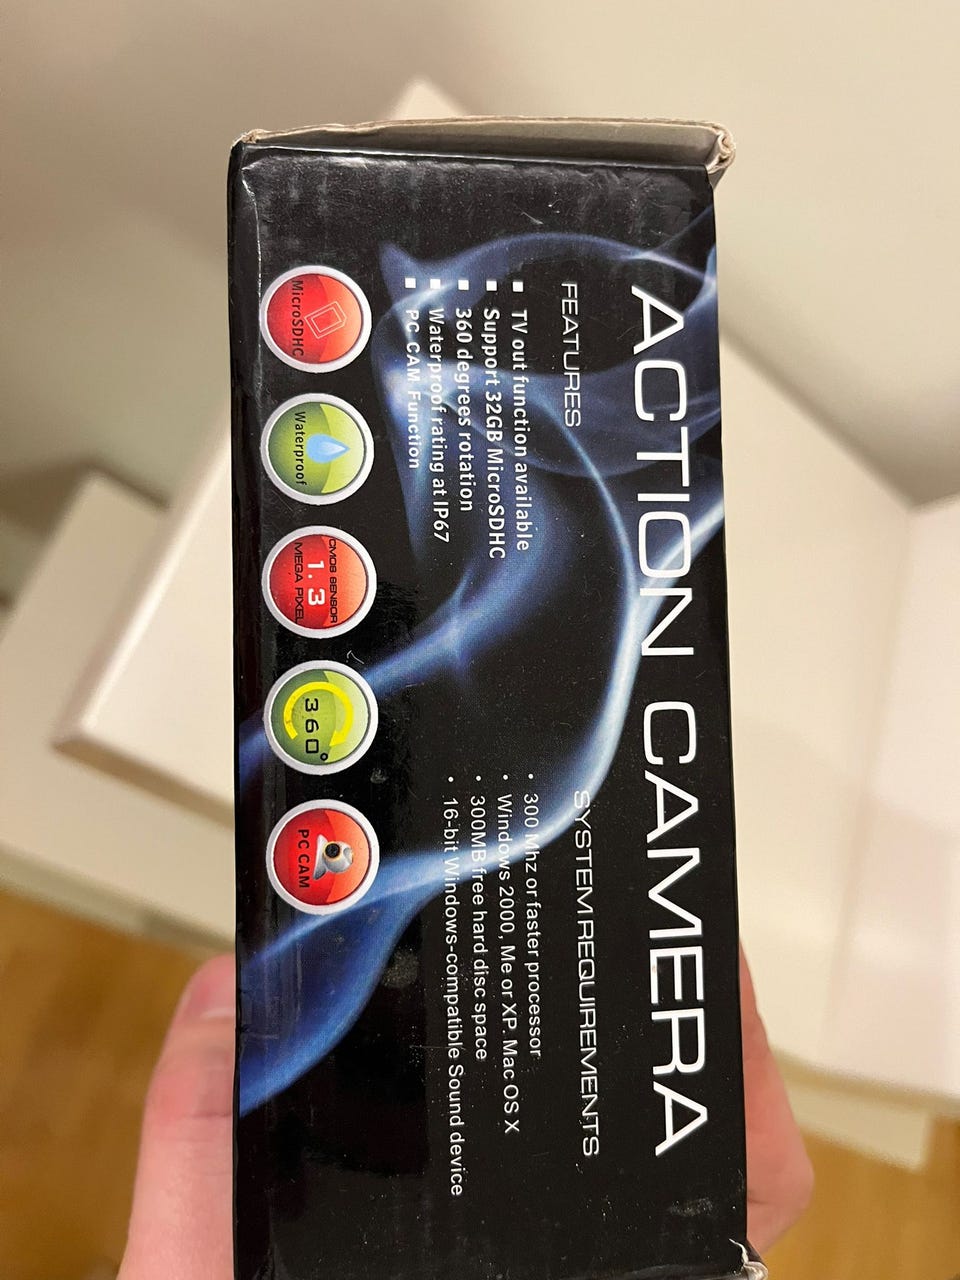 ACTION CAMERA
FEATURES
▪ TV out function available
▪ Support 32GB MicroSDHC
▪ 360 degrees rotation
▪ Waterproof rating at IP67
▪ PC CAM Function
SYSTEM REQUIREMENTS
• 300 Mhz or faster processor
• Windows 2000, Me or XP. Mac OS X
• 300MB free hard disc space
• 16-bit Windows-compatible Sound device
MicroSDHC
Waterproof
CMOS SENSOR
1.3
MEGA PIXEL
360°
PC CAM